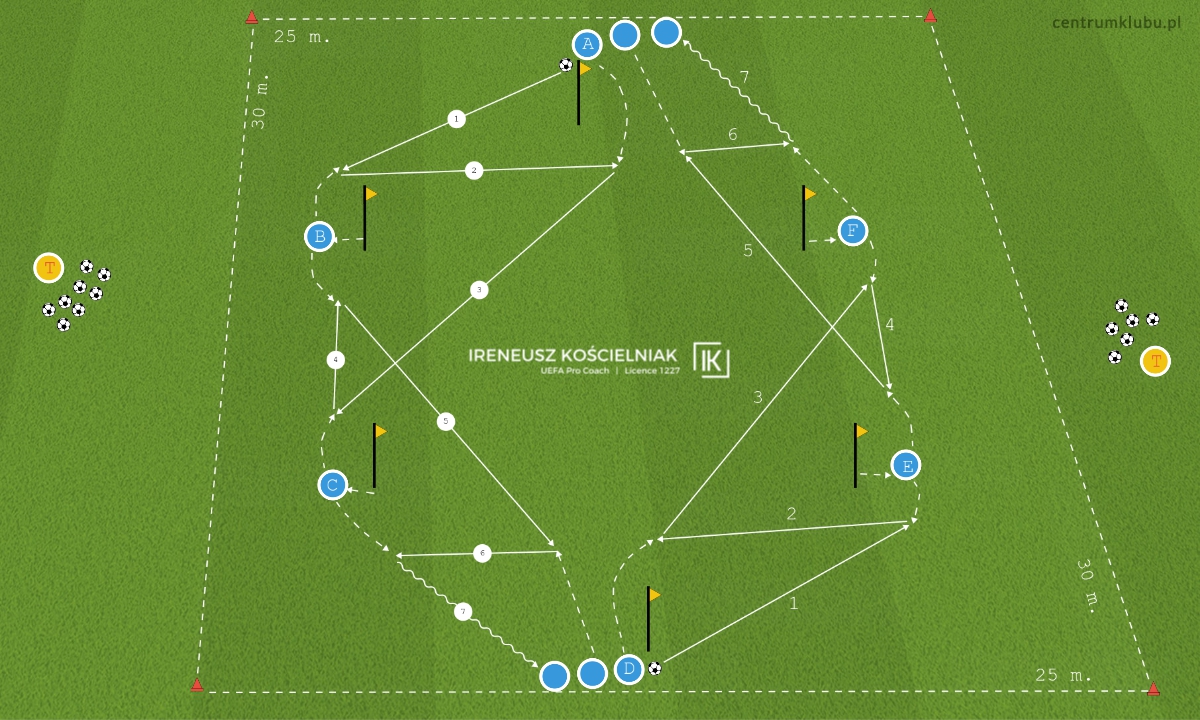 centrumklubu.pl
25 m.
30 m.
A
1
7
6
2
B
F
5
T
3
4
4
IRENEUSZ KOŚCIELNIAK IK
UEFA Pro Coach | Licence 1227
T
3
5
C
E
2
6
30 m.
1
7
D
25 m.